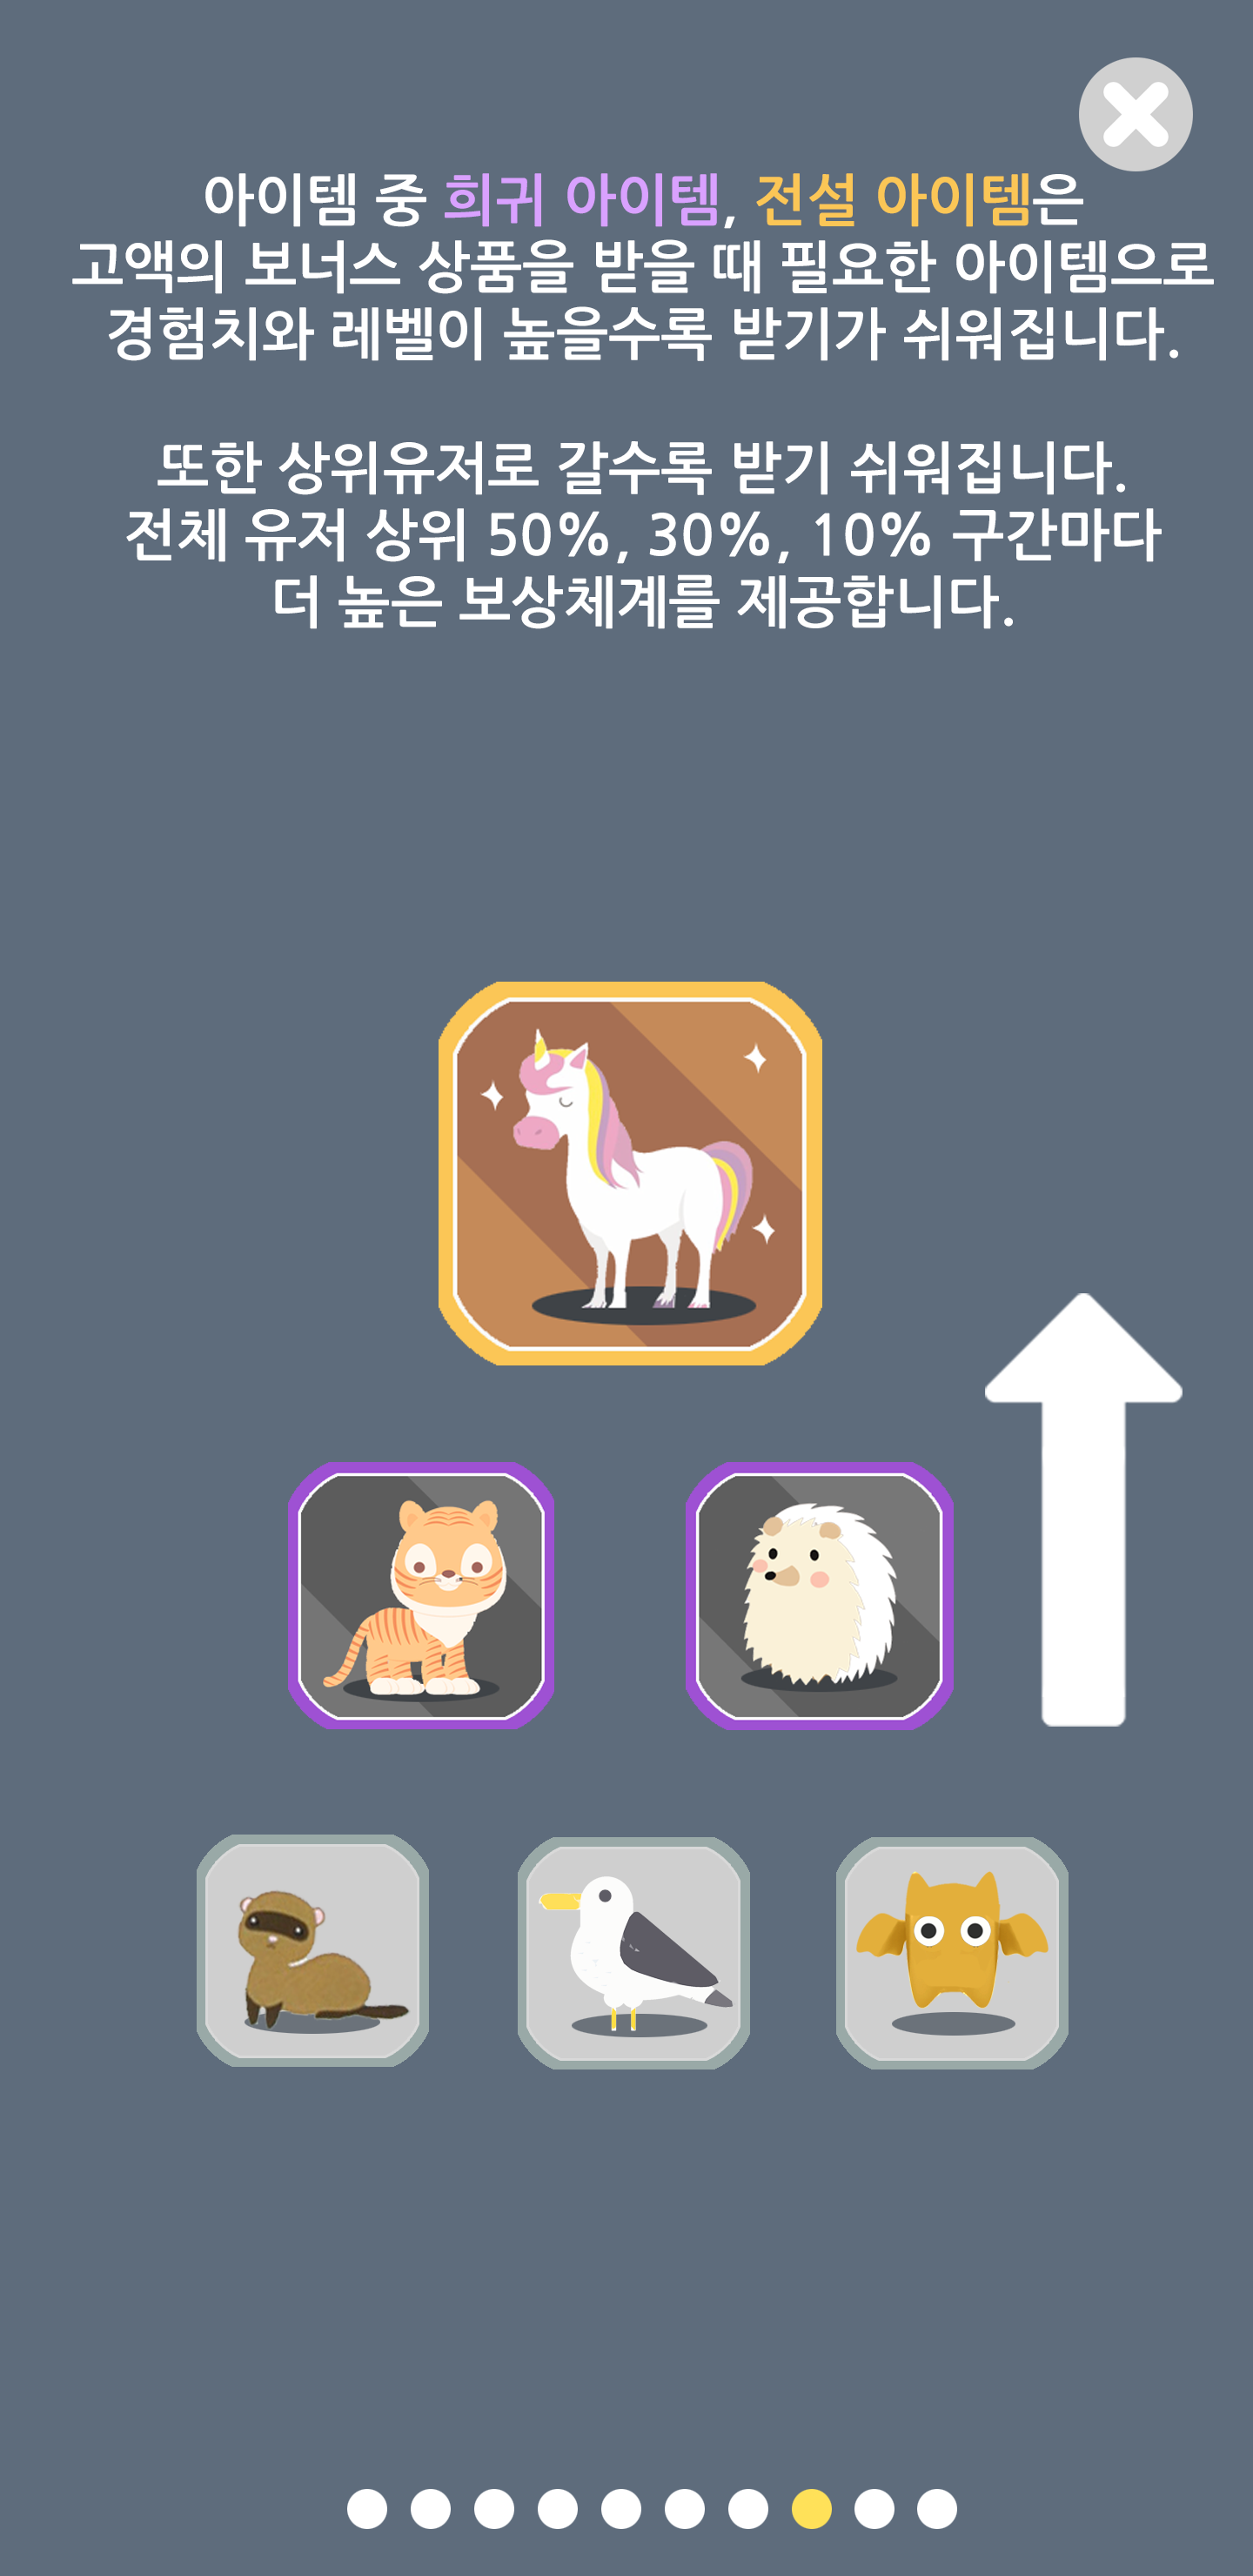 아이템 중 희귀 아이템, 전설 아이템은
고액의 보너스 상품을 받을 때 필요한 아이템으로
경험치와 레벨이 높을수록 받기가 쉬워집니다.
또한 상위유저로 갈수록 받기 쉬워집니다.
전체 유저 상위 50%, 30%, 10% 구간마다
더 높은 보상체계를 제공합니다.